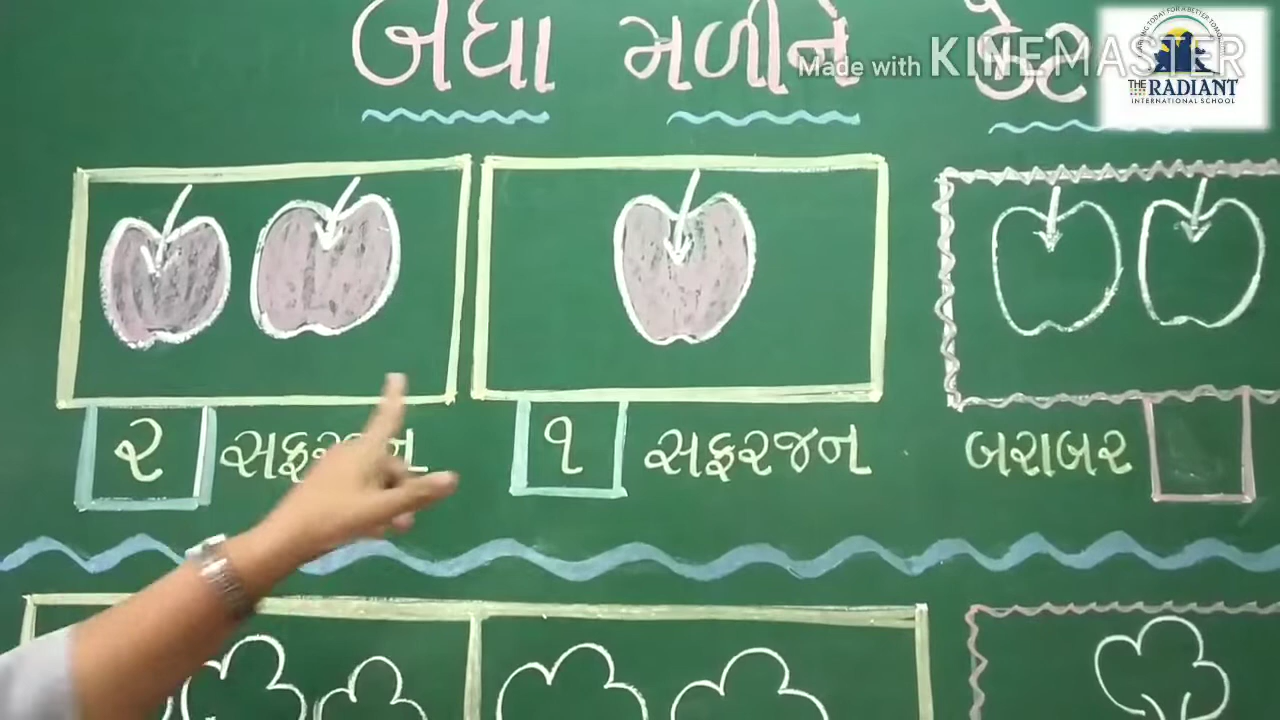 બધા મળીને કેટ
Made with KINEMASTER
THE RADIANT
INTERNATIONAL SCHOOL
૨ સફરજન ૧ સફરજન બરાબર